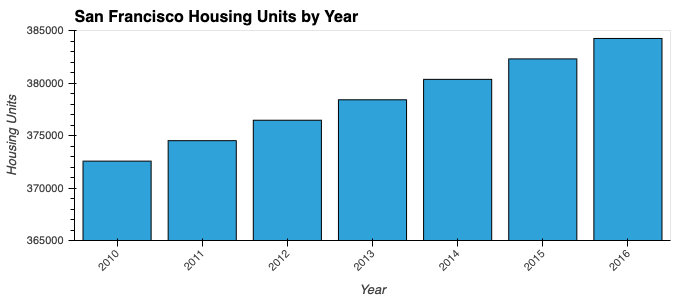 San Francisco Housing Units by Year
Housing Units
385000
380000
375000
370000
365000
2010 2011 2012 2013 2014 2015 2016
Year